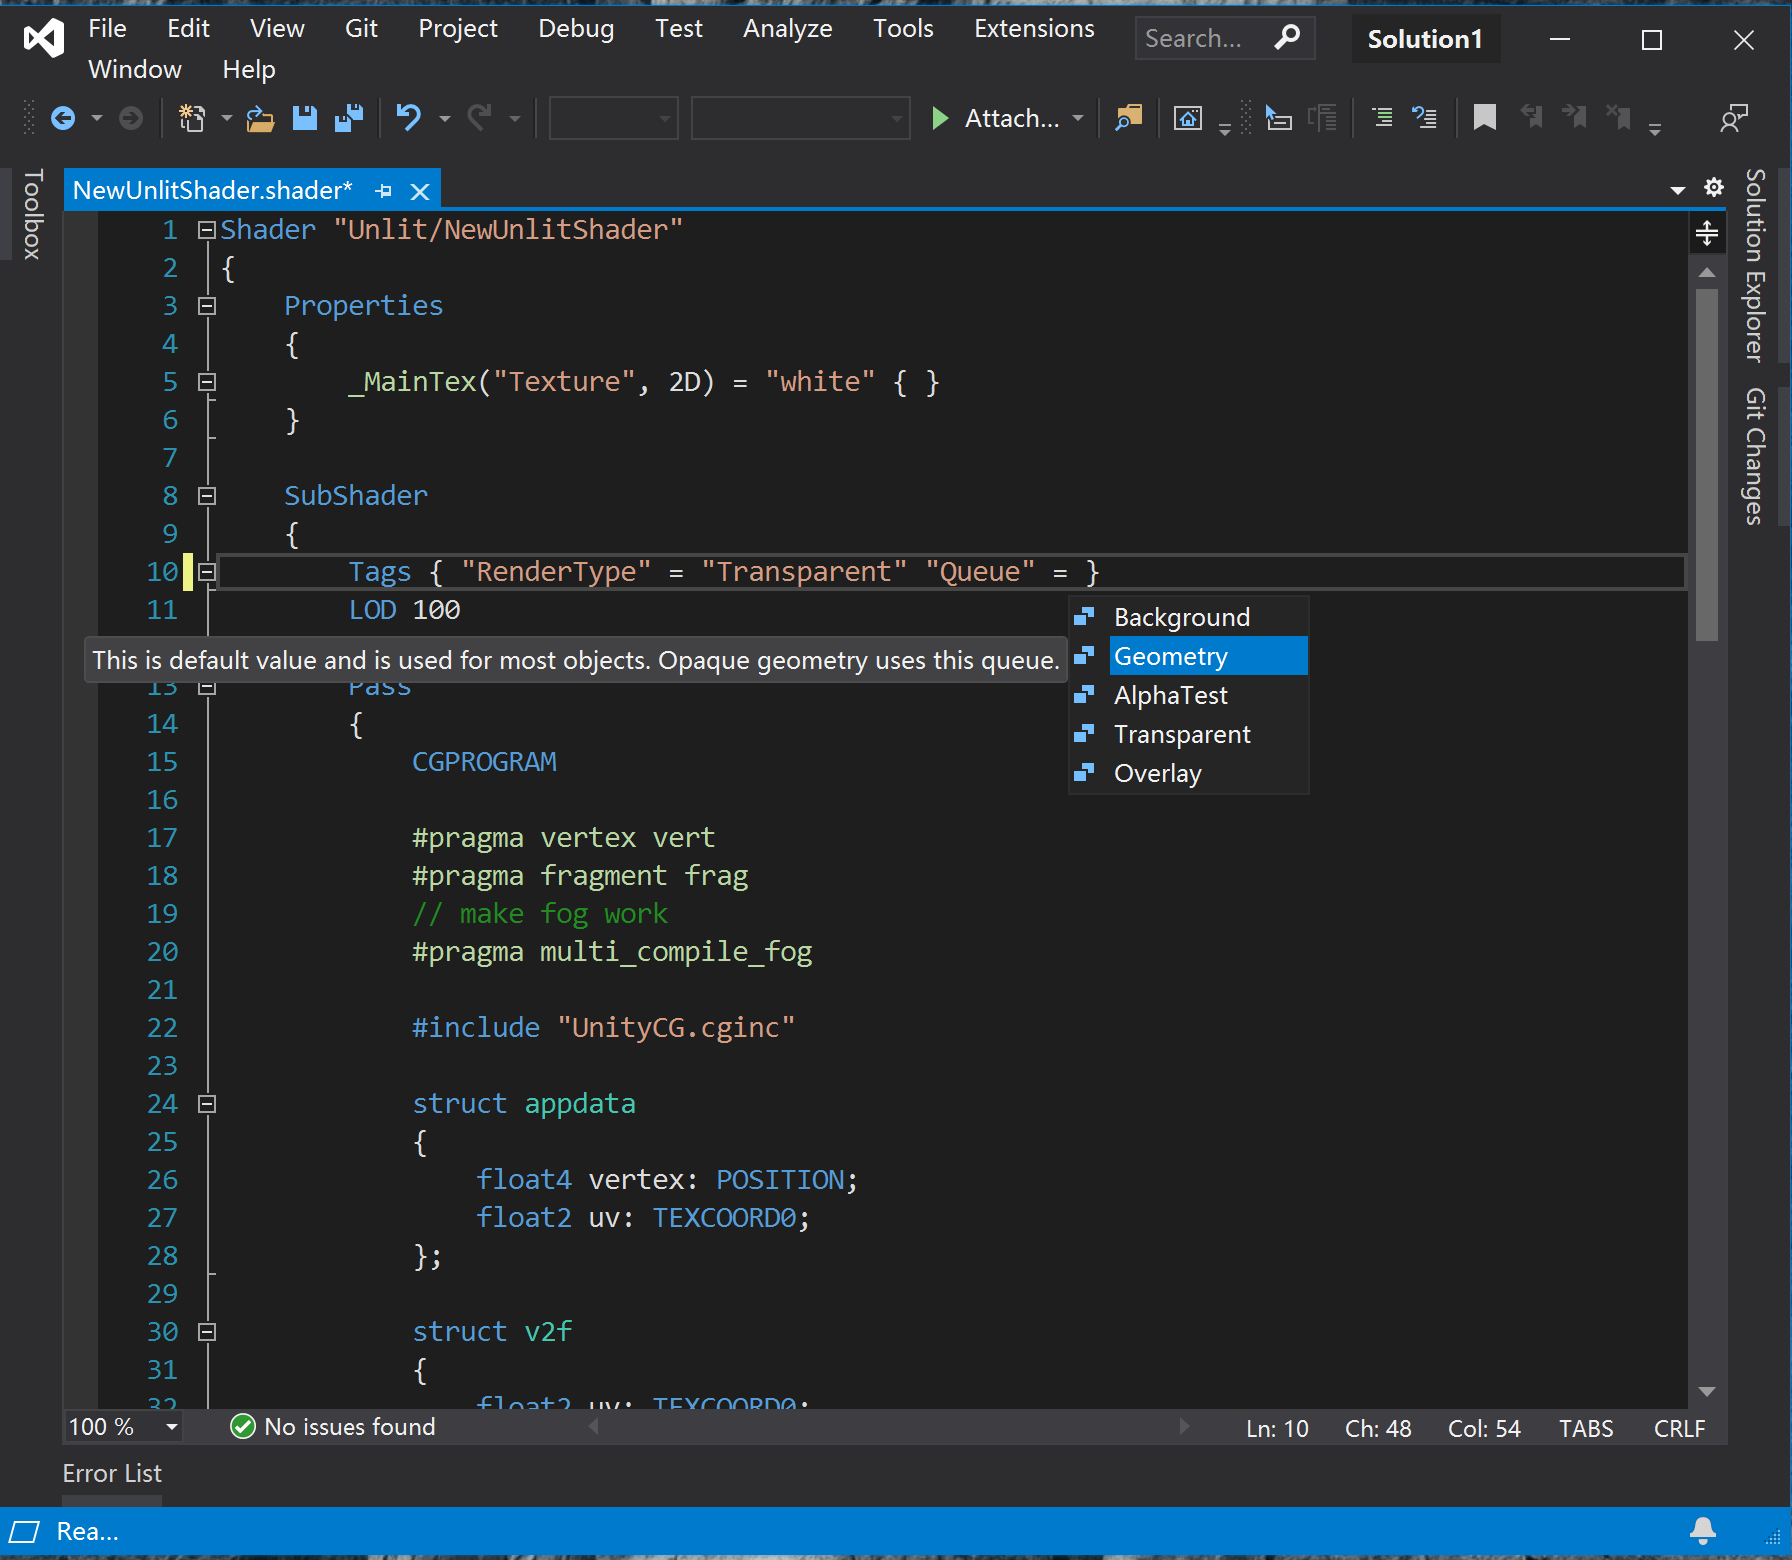 File Edit View Git Project Debug Test Analyze Tools Extensions Search... Solution1
Window Help
Attach...
Toolbox
NewUnlitShader.shader*
Solution Explorer
Git Changes
1 Shader "Unlit/NewUnlitShader"
2 {
3 Properties
4 {
5 _MainTex("Texture", 2D) = "white" { }
6 }
7
8 SubShader
9 {
10 Tags { "RenderType" = "Transparent" "Queue" = }
11 LOD 100
Background
This is default value and is used for most objects. Opaque geometry uses this queue.
Geometry
AlphaTest
Transparent
Overlay
13 Pass
14 {
15 CGPROGRAM
16
17 #pragma vertex vert
18 #pragma fragment frag
19 // make fog work
20 #pragma multi_compile_fog
21
22 #include "UnityCG.cginc"
23
24 struct appdata
25 {
26 float4 vertex: POSITION;
27 float2 uv: TEXCOORD0;
28 };
29
30 struct v2f
31 {
32 float2 uv: TEXCOORD0;
100 % No issues found Ln: 10 Ch: 48 Col: 54 TABS CRLF
Error List
Rea...